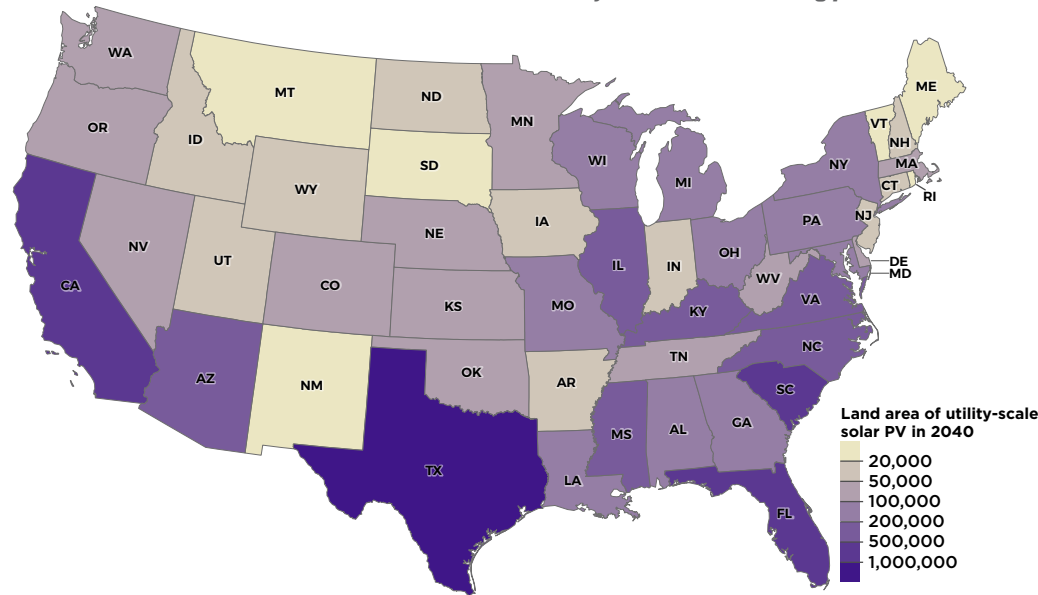 WA
MT
ND
MN
ME
OR
ID
VT
NH
SD
WI
NY
MA
WY
MI
CT
RI
NE
IA
PA
NJ
NV
UT
IL
IN
OH
DE
MD
CA
CO
KS
MO
WV
VA
KY
NC
AZ
NM
OK
AR
TN
SC
MS
AL
GA
TX
LA
FL
Land area of utility-scale
solar PV in 2040
20,000
50,000
100,000
200,000
500,000
1,000,000